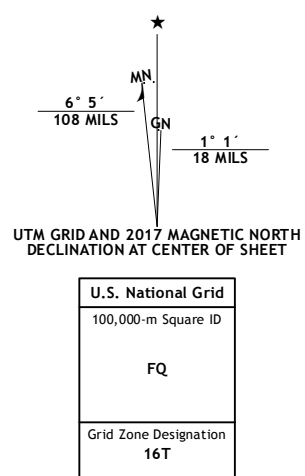 ★
M.N.
GN
6° 5´
108 MILS
1° 1´
18 MILS
UTM GRID AND 2017 MAGNETIC NORTH
DECLINATION AT CENTER OF SHEET
U.S. National Grid
100,000-m Square ID
FQ
Grid Zone Designation
16T